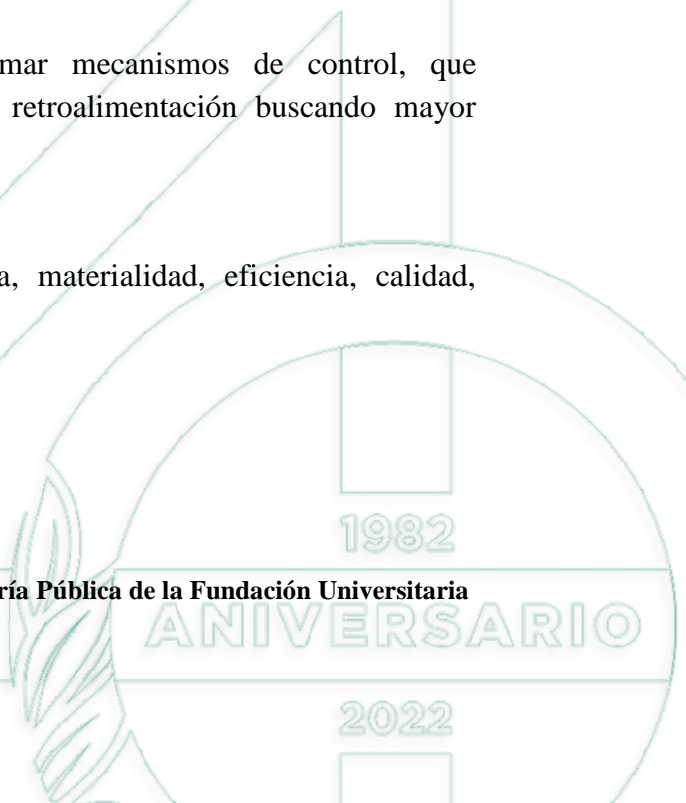 mar mecanismos de control, que
retroalimentación buscando mayor
a, materialidad, eficiencia, calidad,
1982
ría Pública de la Fundación Universitaria
ANIVERSARIO
2022